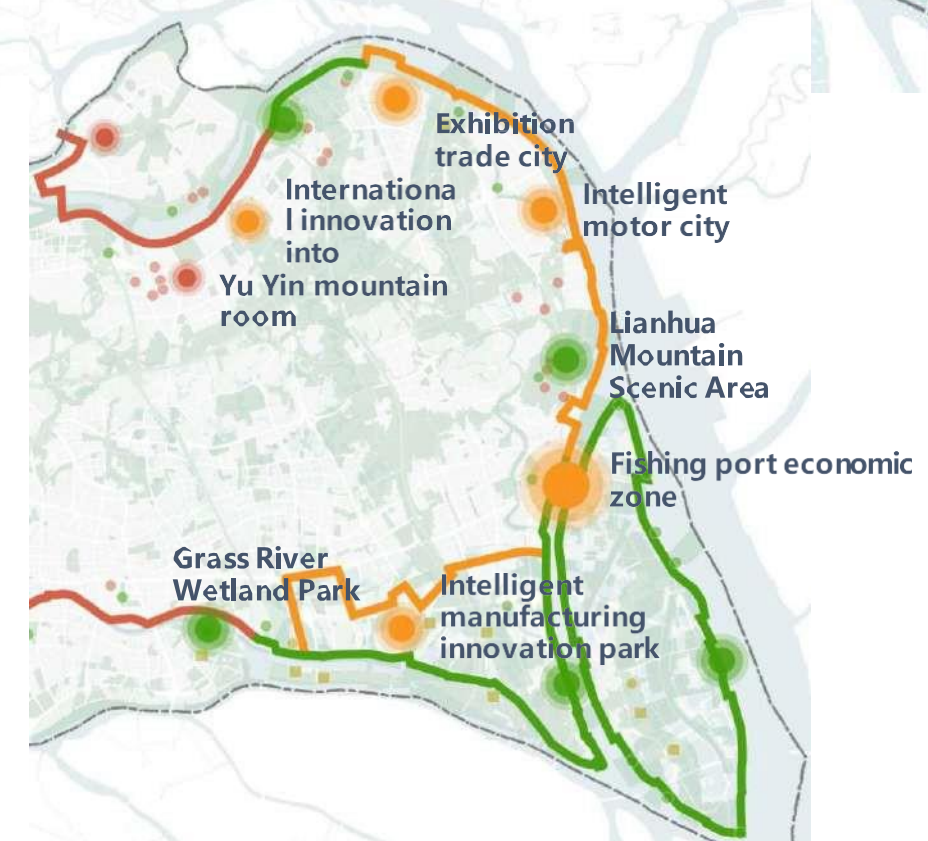 Exhibition
trade city
Internationa
l innovation
into
Intelligent
motor city
Yu Yin mountain
room
Lianhua
Mountain
Scenic Area
Fishing port economic
zone
Grass River
Wetland Park
Intelligent
manufacturing
innovation park